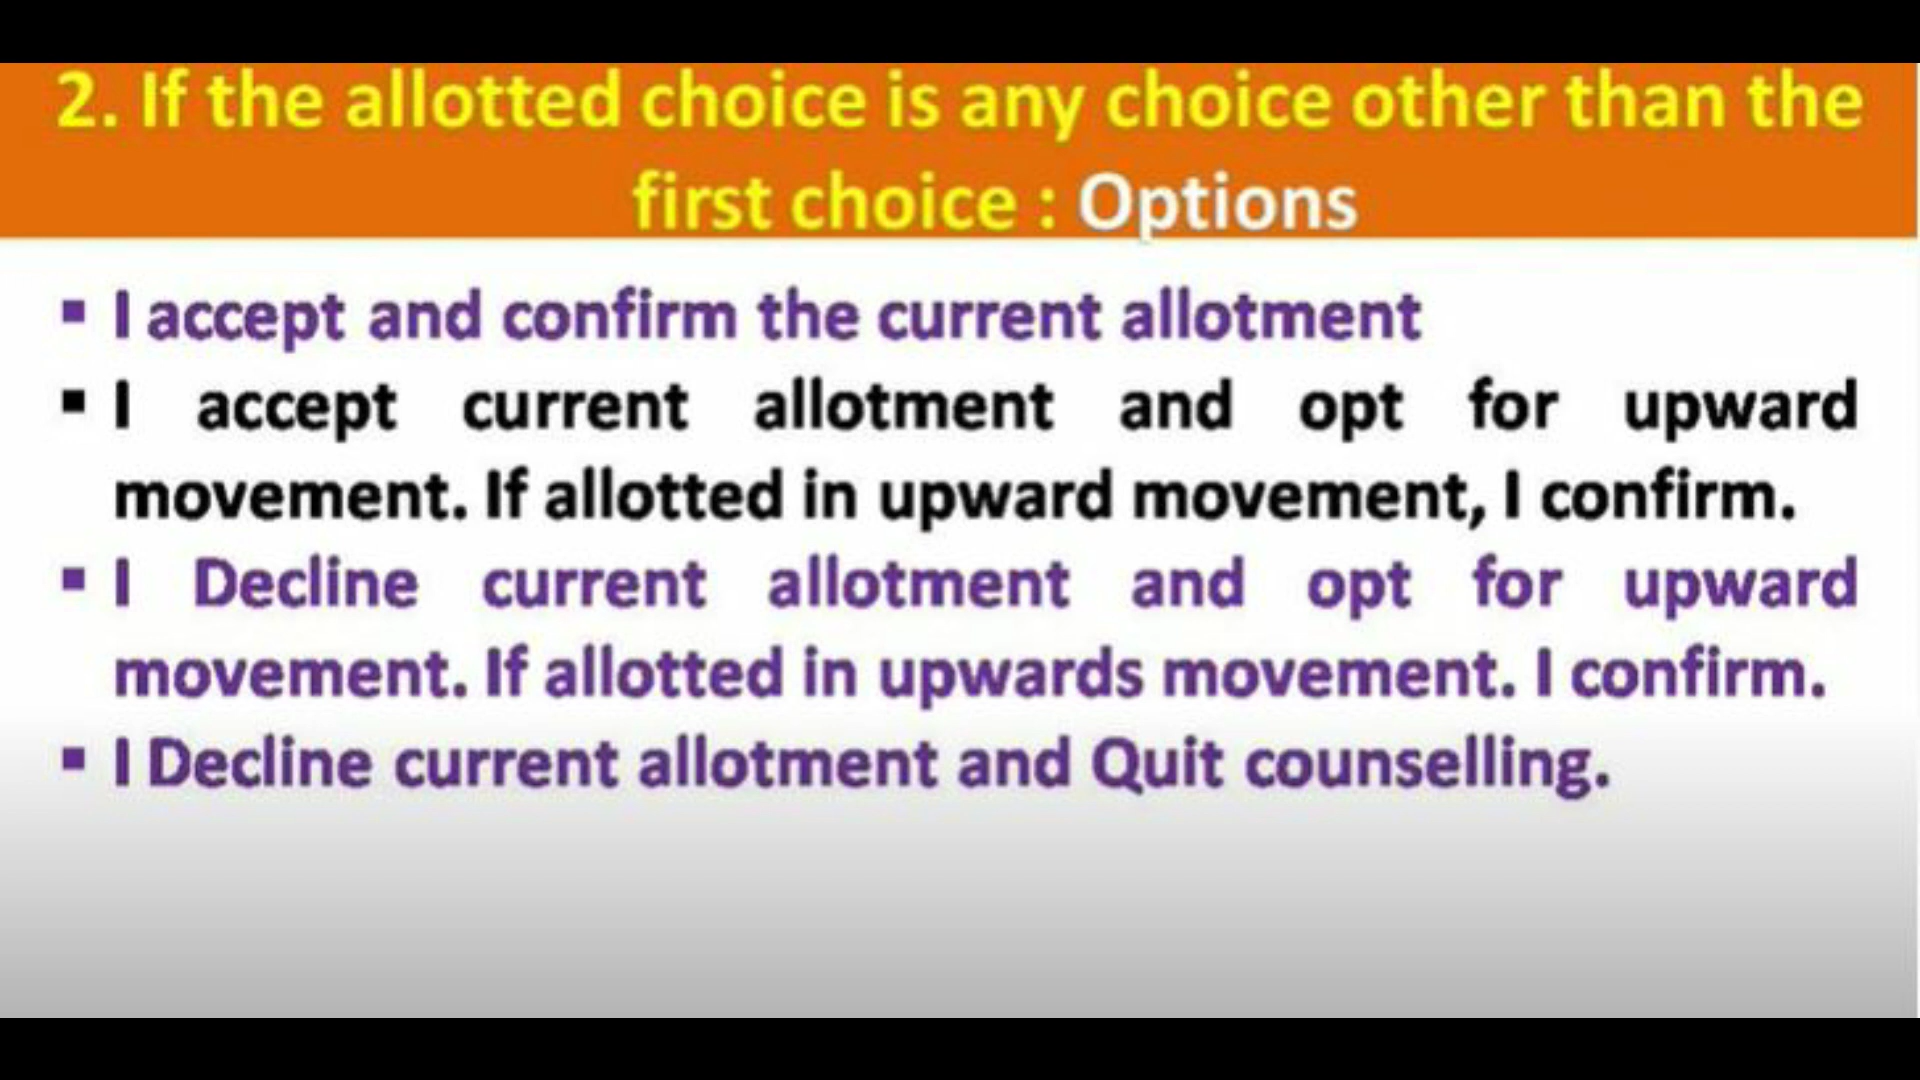 2. If the allotted choice is any choice other than the
first choice : Options
▪ I accept and confirm the current allotment
▪ I accept current allotment and opt for upward
movement. If allotted in upward movement, I confirm.
▪ I Decline current allotment and opt for upward
movement. If allotted in upwards movement. I confirm.
▪ I Decline current allotment and Quit counselling.